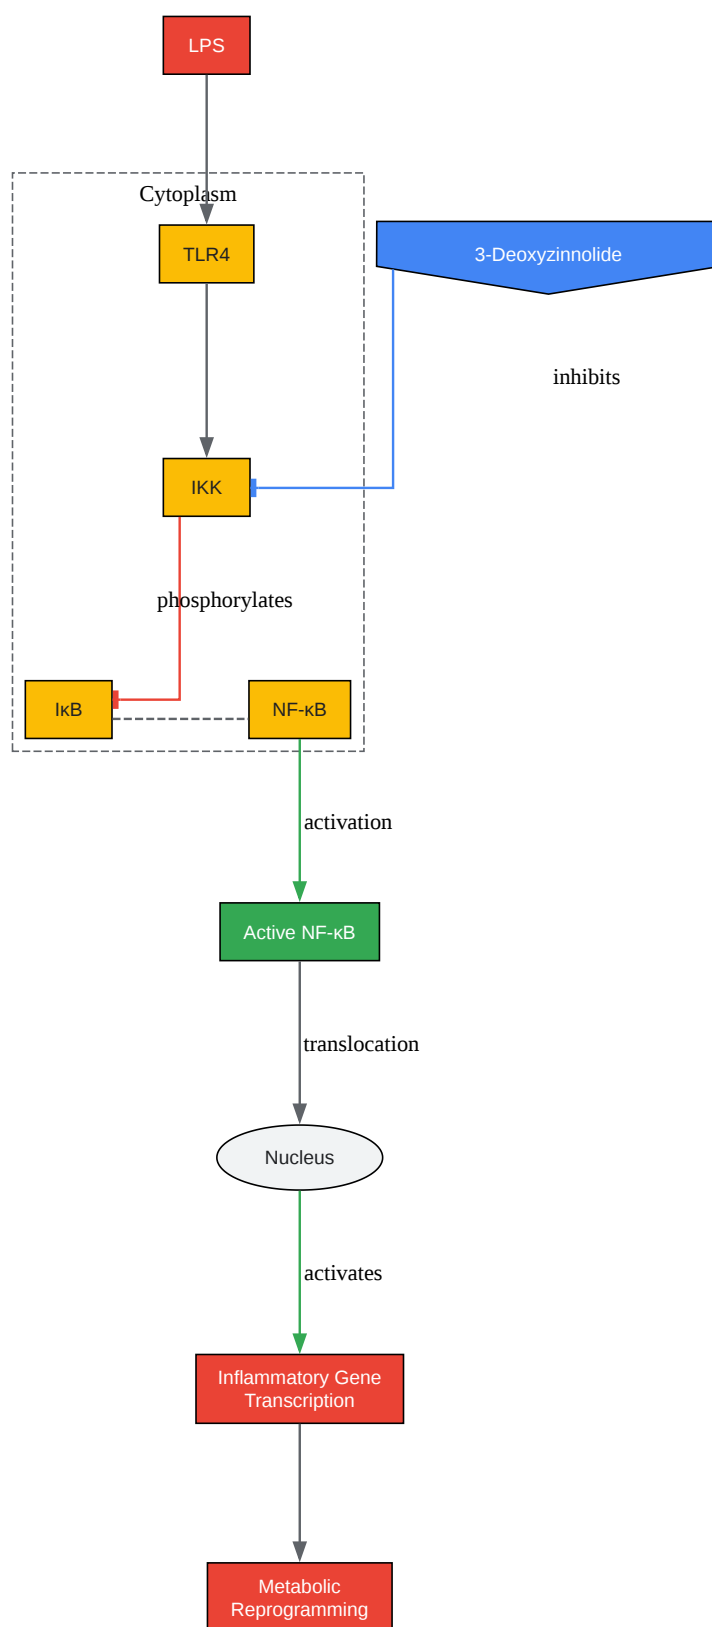 LPS
Cytoplasm
TLR4
3-Deoxyzinnolide
inhibits
IKK
phosphorylates
IκB
NF-κB
activation
Active NF-κB
translocation
Nucleus
activates
Inflammatory Gene
Transcription
Metabolic
Reprogramming